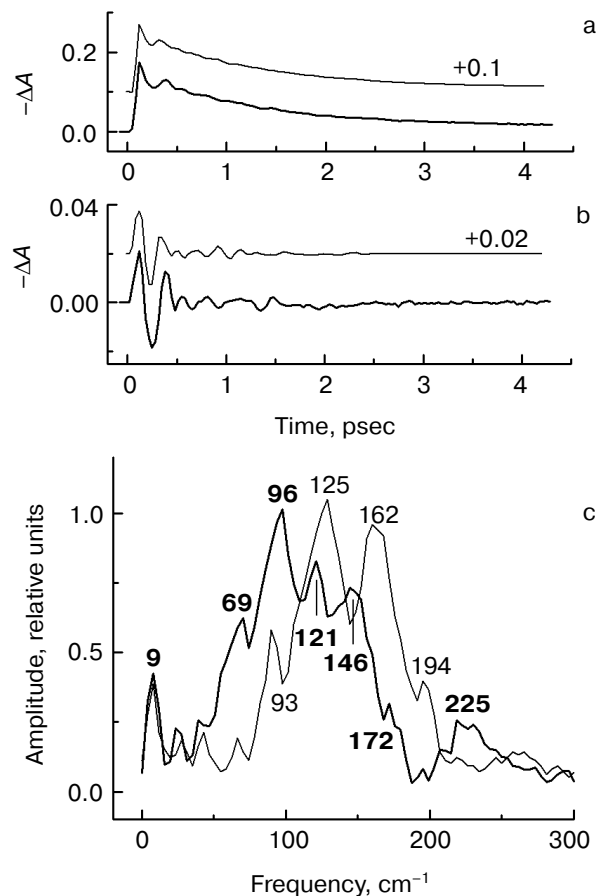 a
0.2
+0.1
−ΔA
0.0
0 1 2 3 4
b
0.04
+0.02
−ΔA
0.00
0 1 2 3 4
Time, psec
c
96
125
1.0
162
69
9
0.5
121
146
93
194
225
172
Amplitude, relative units
0.0
0 100 200 300
Frequency, cm⁻¹